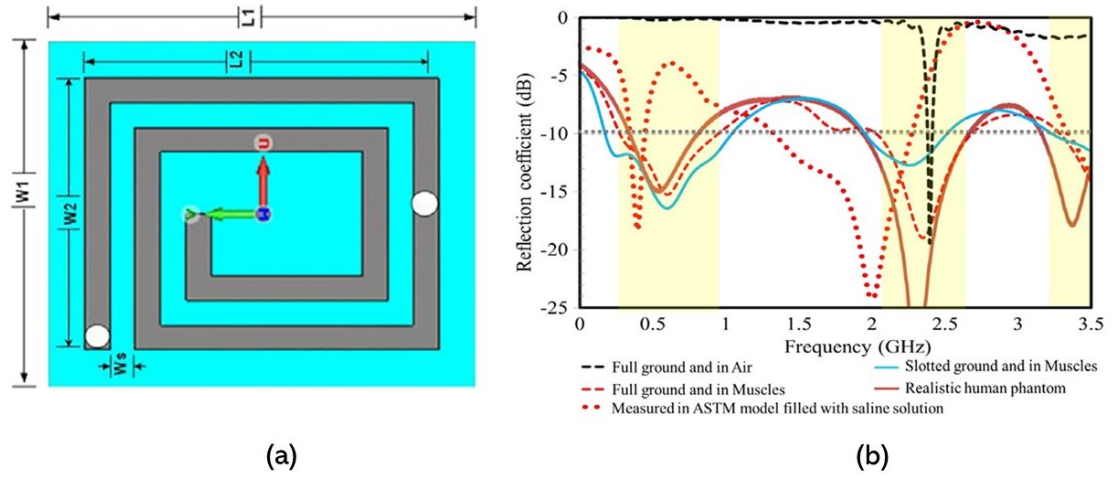 L1
L2
W1
W2
Ws
U
(a)
Reflection coefficient (dB)
0
-5
-10
-15
-20
-25
0 0.5 1 1.5 2 2.5 3 3.5
Frequency (GHz)
Full ground and in Air
Slotted ground and in Muscles
Full ground and in Muscles
Realistic human phantom
Measured in ASTM model filled with saline solution
(b)